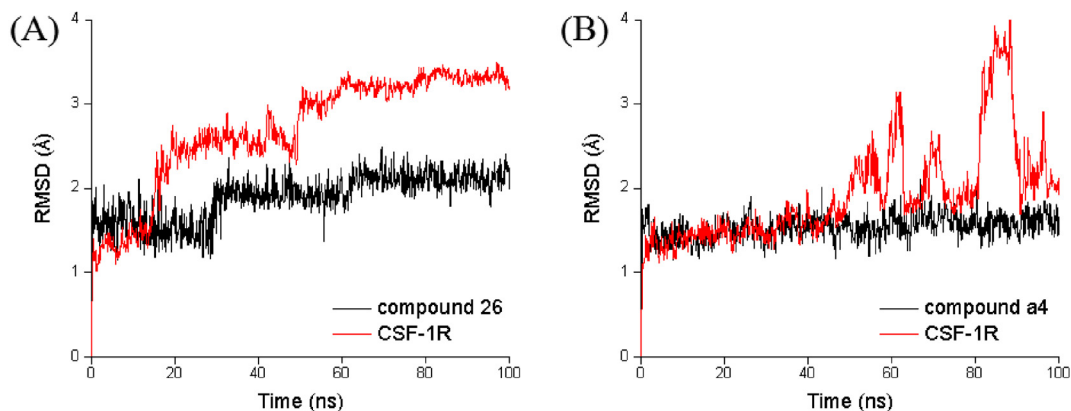 (A)
RMSD (Å)
4
3
2
1
0
compound 26
CSF-1R
0 20 40 60 80 100
Time (ns)
(B)
RMSD (Å)
4
3
2
1
0
compound a4
CSF-1R
0 20 40 60 80 100
Time (ns)